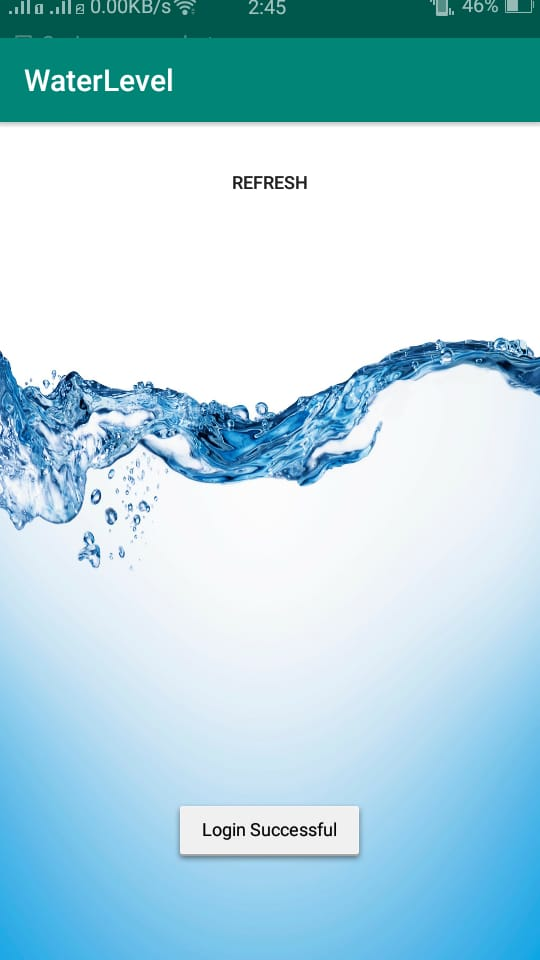 0.00KB/s 2:45 46%
WaterLevel
REFRESH
Login Successful